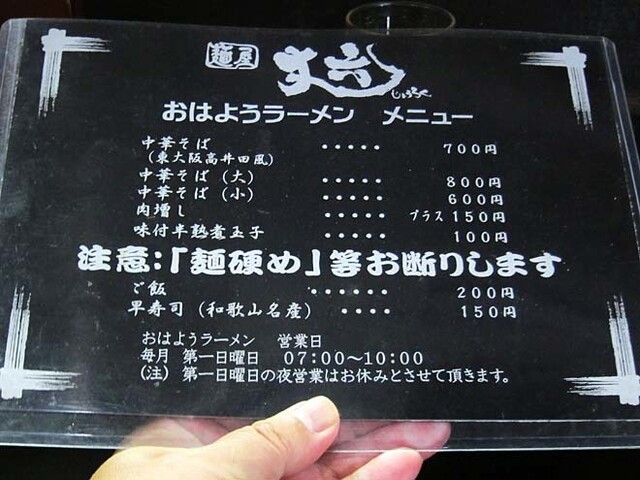 麺屋 丈六
じょうろく
おはようラーメン メニュー
中華そば ・・・・・ 700円
(東大阪高井田風)
中華そば(大) ・・・・・ 800円
中華そば(小) ・・・・・ 600円
肉増し ・・・・・ プラス150円
味付半熟煮玉子 ・・・・・ 100円
注意:「麺硬め」等お断りします
ご飯 ・・・・・・ 200円
早寿司(和歌山名産) ・・・・ 150円
おはようラーメン 営業日
毎月 第一日曜日 07:00~10:00
(注) 第一日曜日の夜営業はお休みとさせて頂きます。